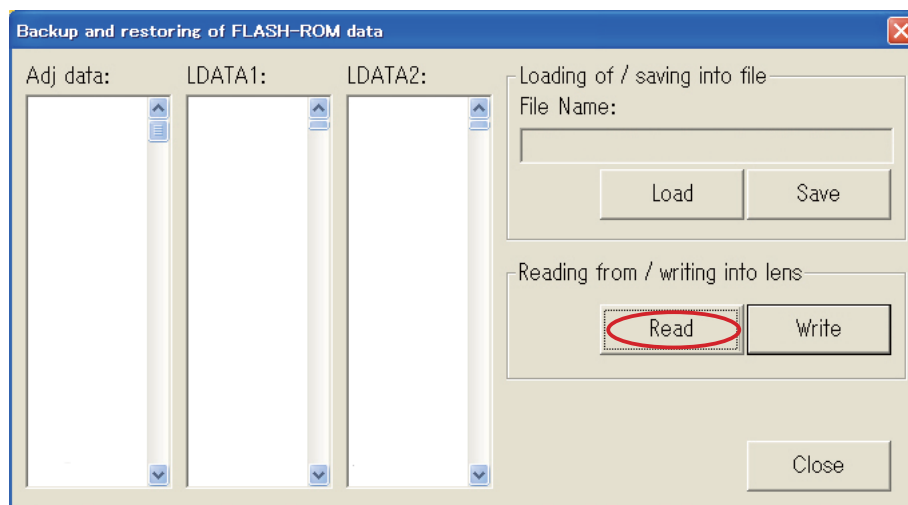 Backup and restoring of FLASH-ROM data
Adj data:
LDATA1:
LDATA2:
Loading of / saving into file
File Name:
Load
Save
Reading from / writing into lens
Read
Write
Close